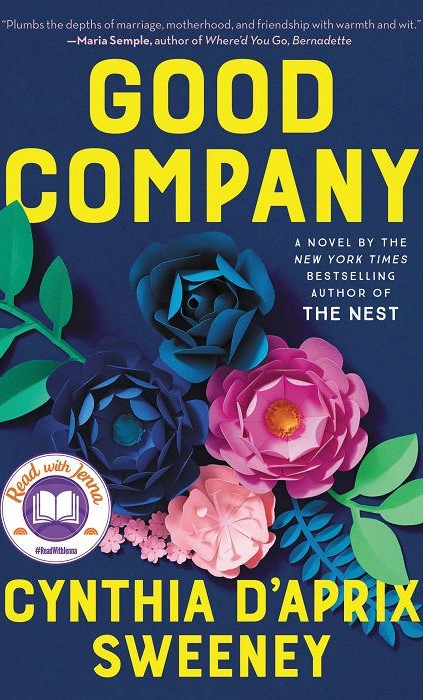 "Plumbs the depths of marriage, motherhood, and friendship with warmth and wit."
—Maria Semple, author of Where'd You Go, Bernadette
GOOD
COMPANY
A NOVEL BY THE
NEW YORK TIMES
BESTSELLING
AUTHOR OF
THE NEST
Read with Jenna
#ReadWithJenna
CYNTHIA D'APRIX
SWEENEY